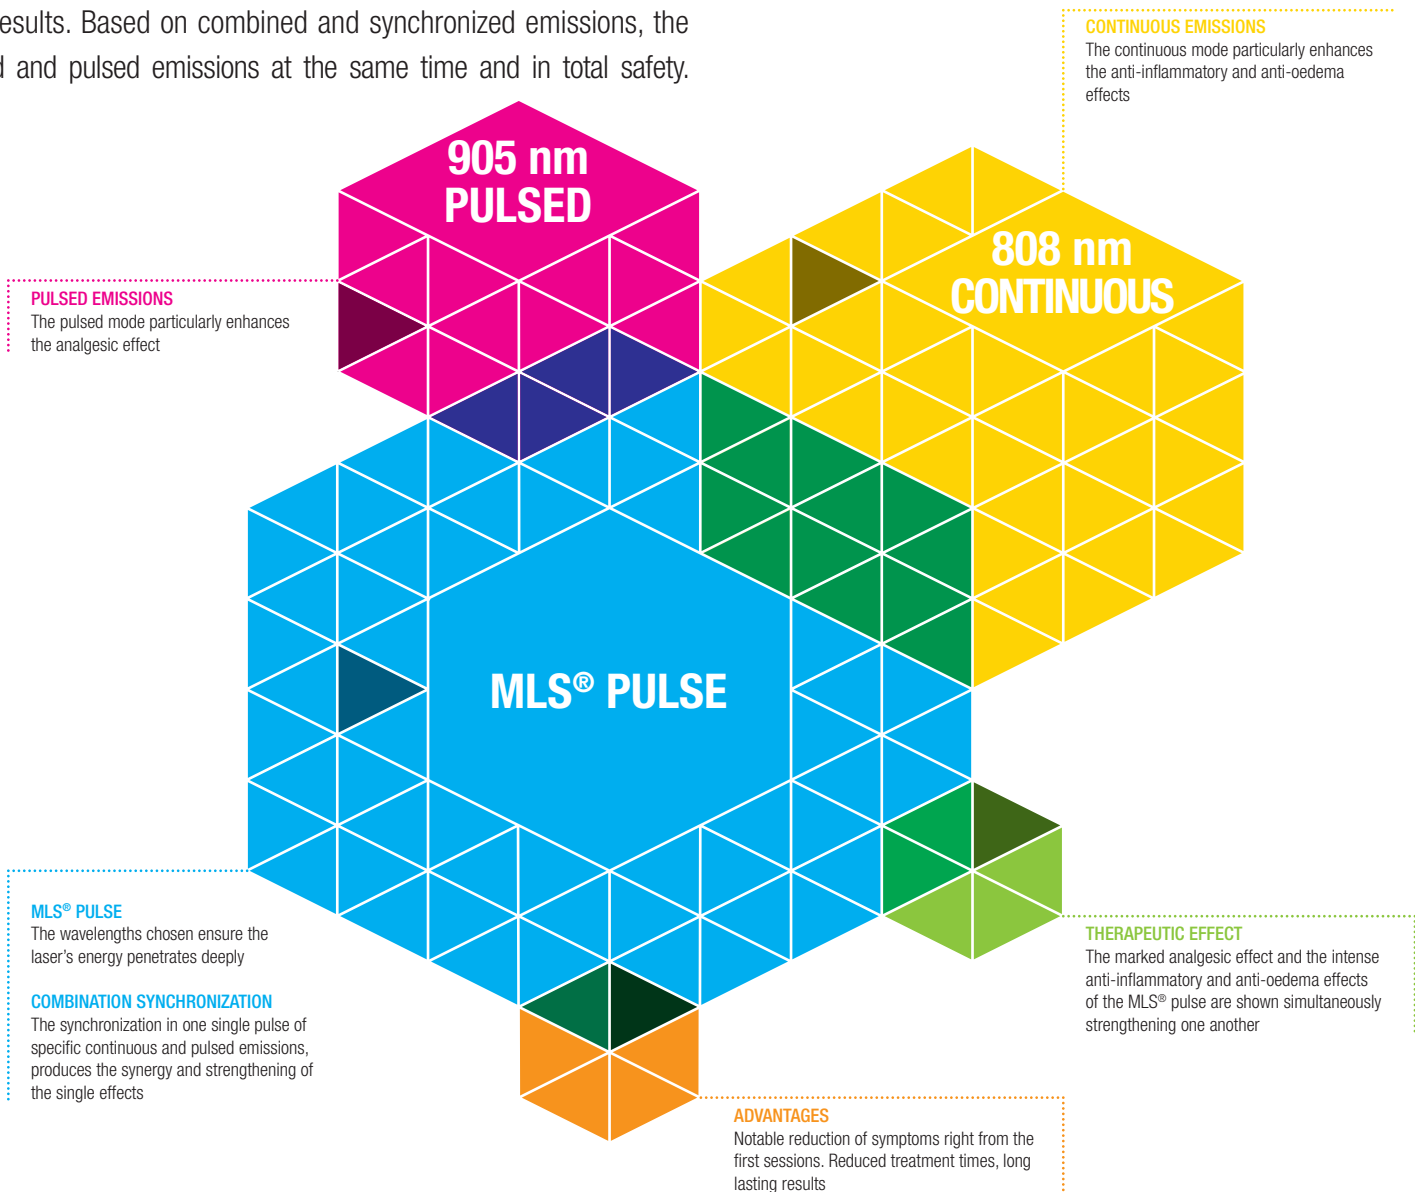 esults. Based on combined and synchronized emissions, the
and pulsed emissions at the same time and in total safety.
CONTINUOUS EMISSIONS
The continuous mode particularly enhances
the anti-inflammatory and anti-oedema
effects
905 nm
PULSED
808 nm
CONTINUOUS
PULSED EMISSIONS
The pulsed mode particularly enhances
the analgesic effect
MLS® PULSE
MLS® PULSE
The wavelengths chosen ensure the
laser's energy penetrates deeply
COMBINATION SYNCHRONIZATION
The synchronization in one single pulse of
specific continuous and pulsed emissions,
produces the synergy and strengthening of
the single effects
THERAPEUTIC EFFECT
The marked analgesic effect and the intense
anti-inflammatory and anti-oedema effects
of the MLS® pulse are shown simultaneously
strengthening one another
ADVANTAGES
Notable reduction of symptoms right from the
first sessions. Reduced treatment times, long
lasting results